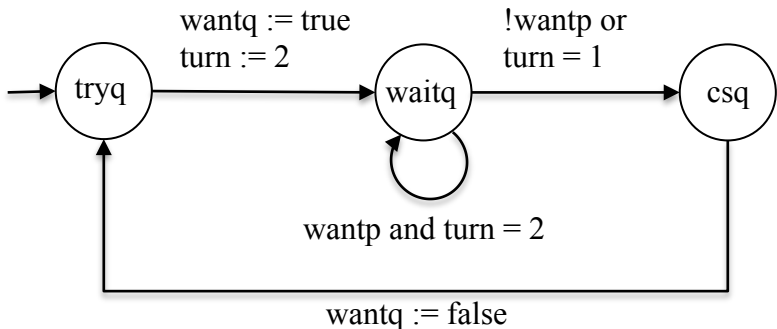 wantq := true
turn := 2
!wantp or
turn = 1
tryq
waitq
csq
wantp and turn = 2
wantq := false